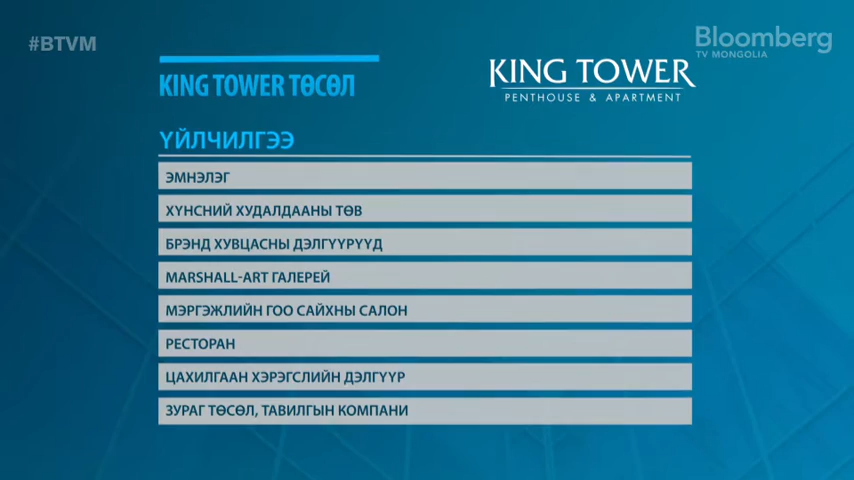 #BTVM
Bloomberg
TV MONGOLIA
KING TOWER ТӨСӨЛ
KING TOWER
PENTHOUSE & APARTMENT
ҮЙЛЧИЛГЭЭ
ЭМНЭЛЭГ
ХҮНСНИЙ ХУДАЛДААНЫ ТӨВ
БРЭНД ХУВЦАСНЫ ДЭЛГҮҮРҮҮД
MARSHALL-ART ГАЛЕРЕЙ
МЭРГЭЖЛИЙН ГОО САЙХНЫ САЛОН
РЕСТОРАН
ЦАХИЛГААН ХЭРЭГСЛИЙН ДЭЛГҮҮР
ЗУРАГ ТӨСӨЛ, ТАВИЛГЫН КОМПАНИ